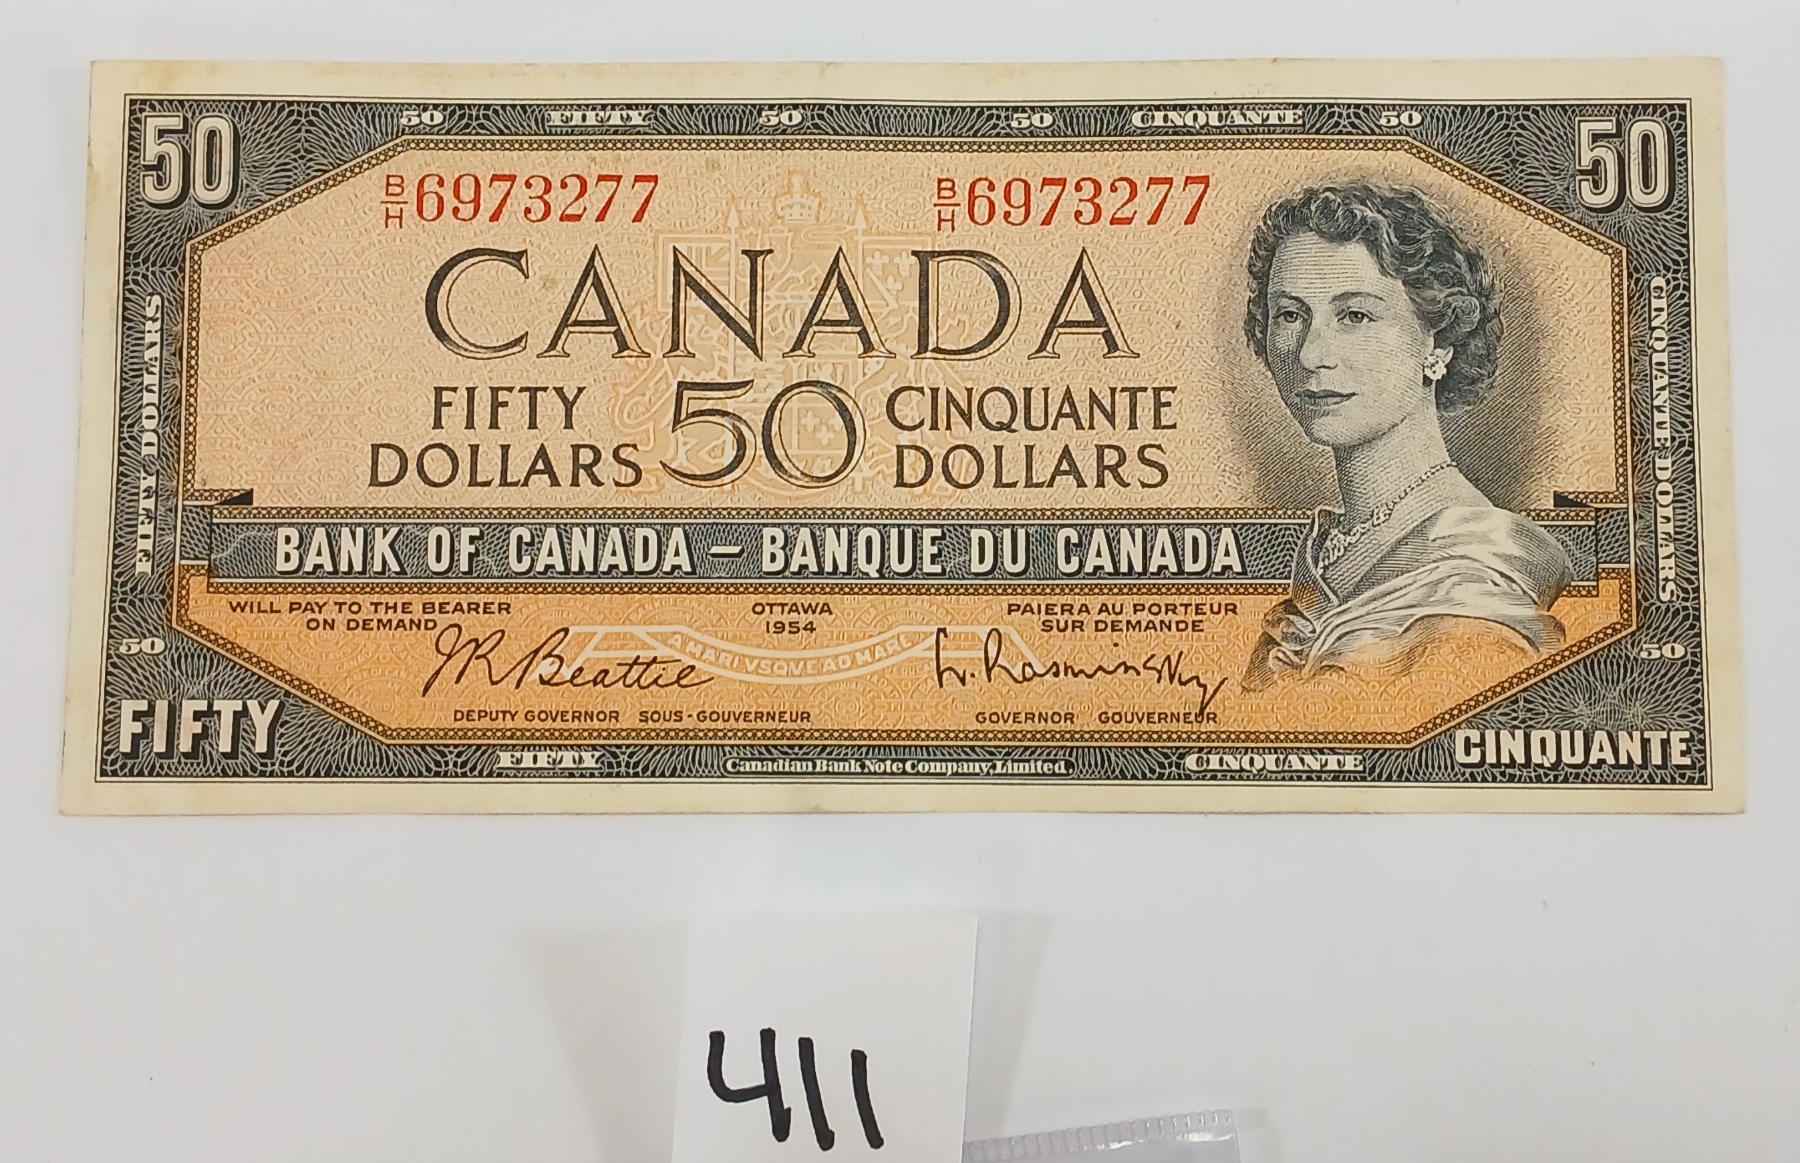 50 FIFTY 50 50 CINQUANTE 50
50 50
B/H 6973277 B/H 6973277
CANADA
FIFTY 50 CINQUANTE
DOLLARS DOLLARS
FIFTY DOLLARS
CINQUANTE DOLLARS
BANK OF CANADA – BANQUE DU CANADA
WILL PAY TO THE BEARER OTTAWA PAIERA AU PORTEUR
ON DEMAND 1954 SUR DEMANDE
A MARI VSQVE AD MARE
50 50
J.R. Beattie L. Rasminsky
DEPUTY GOVERNOR SOUS-GOUVERNEUR GOVERNOR GOUVERNEUR
FIFTY CINQUANTE
FIFTY Canadian Bank Note Company, Limited. CINQUANTE
411